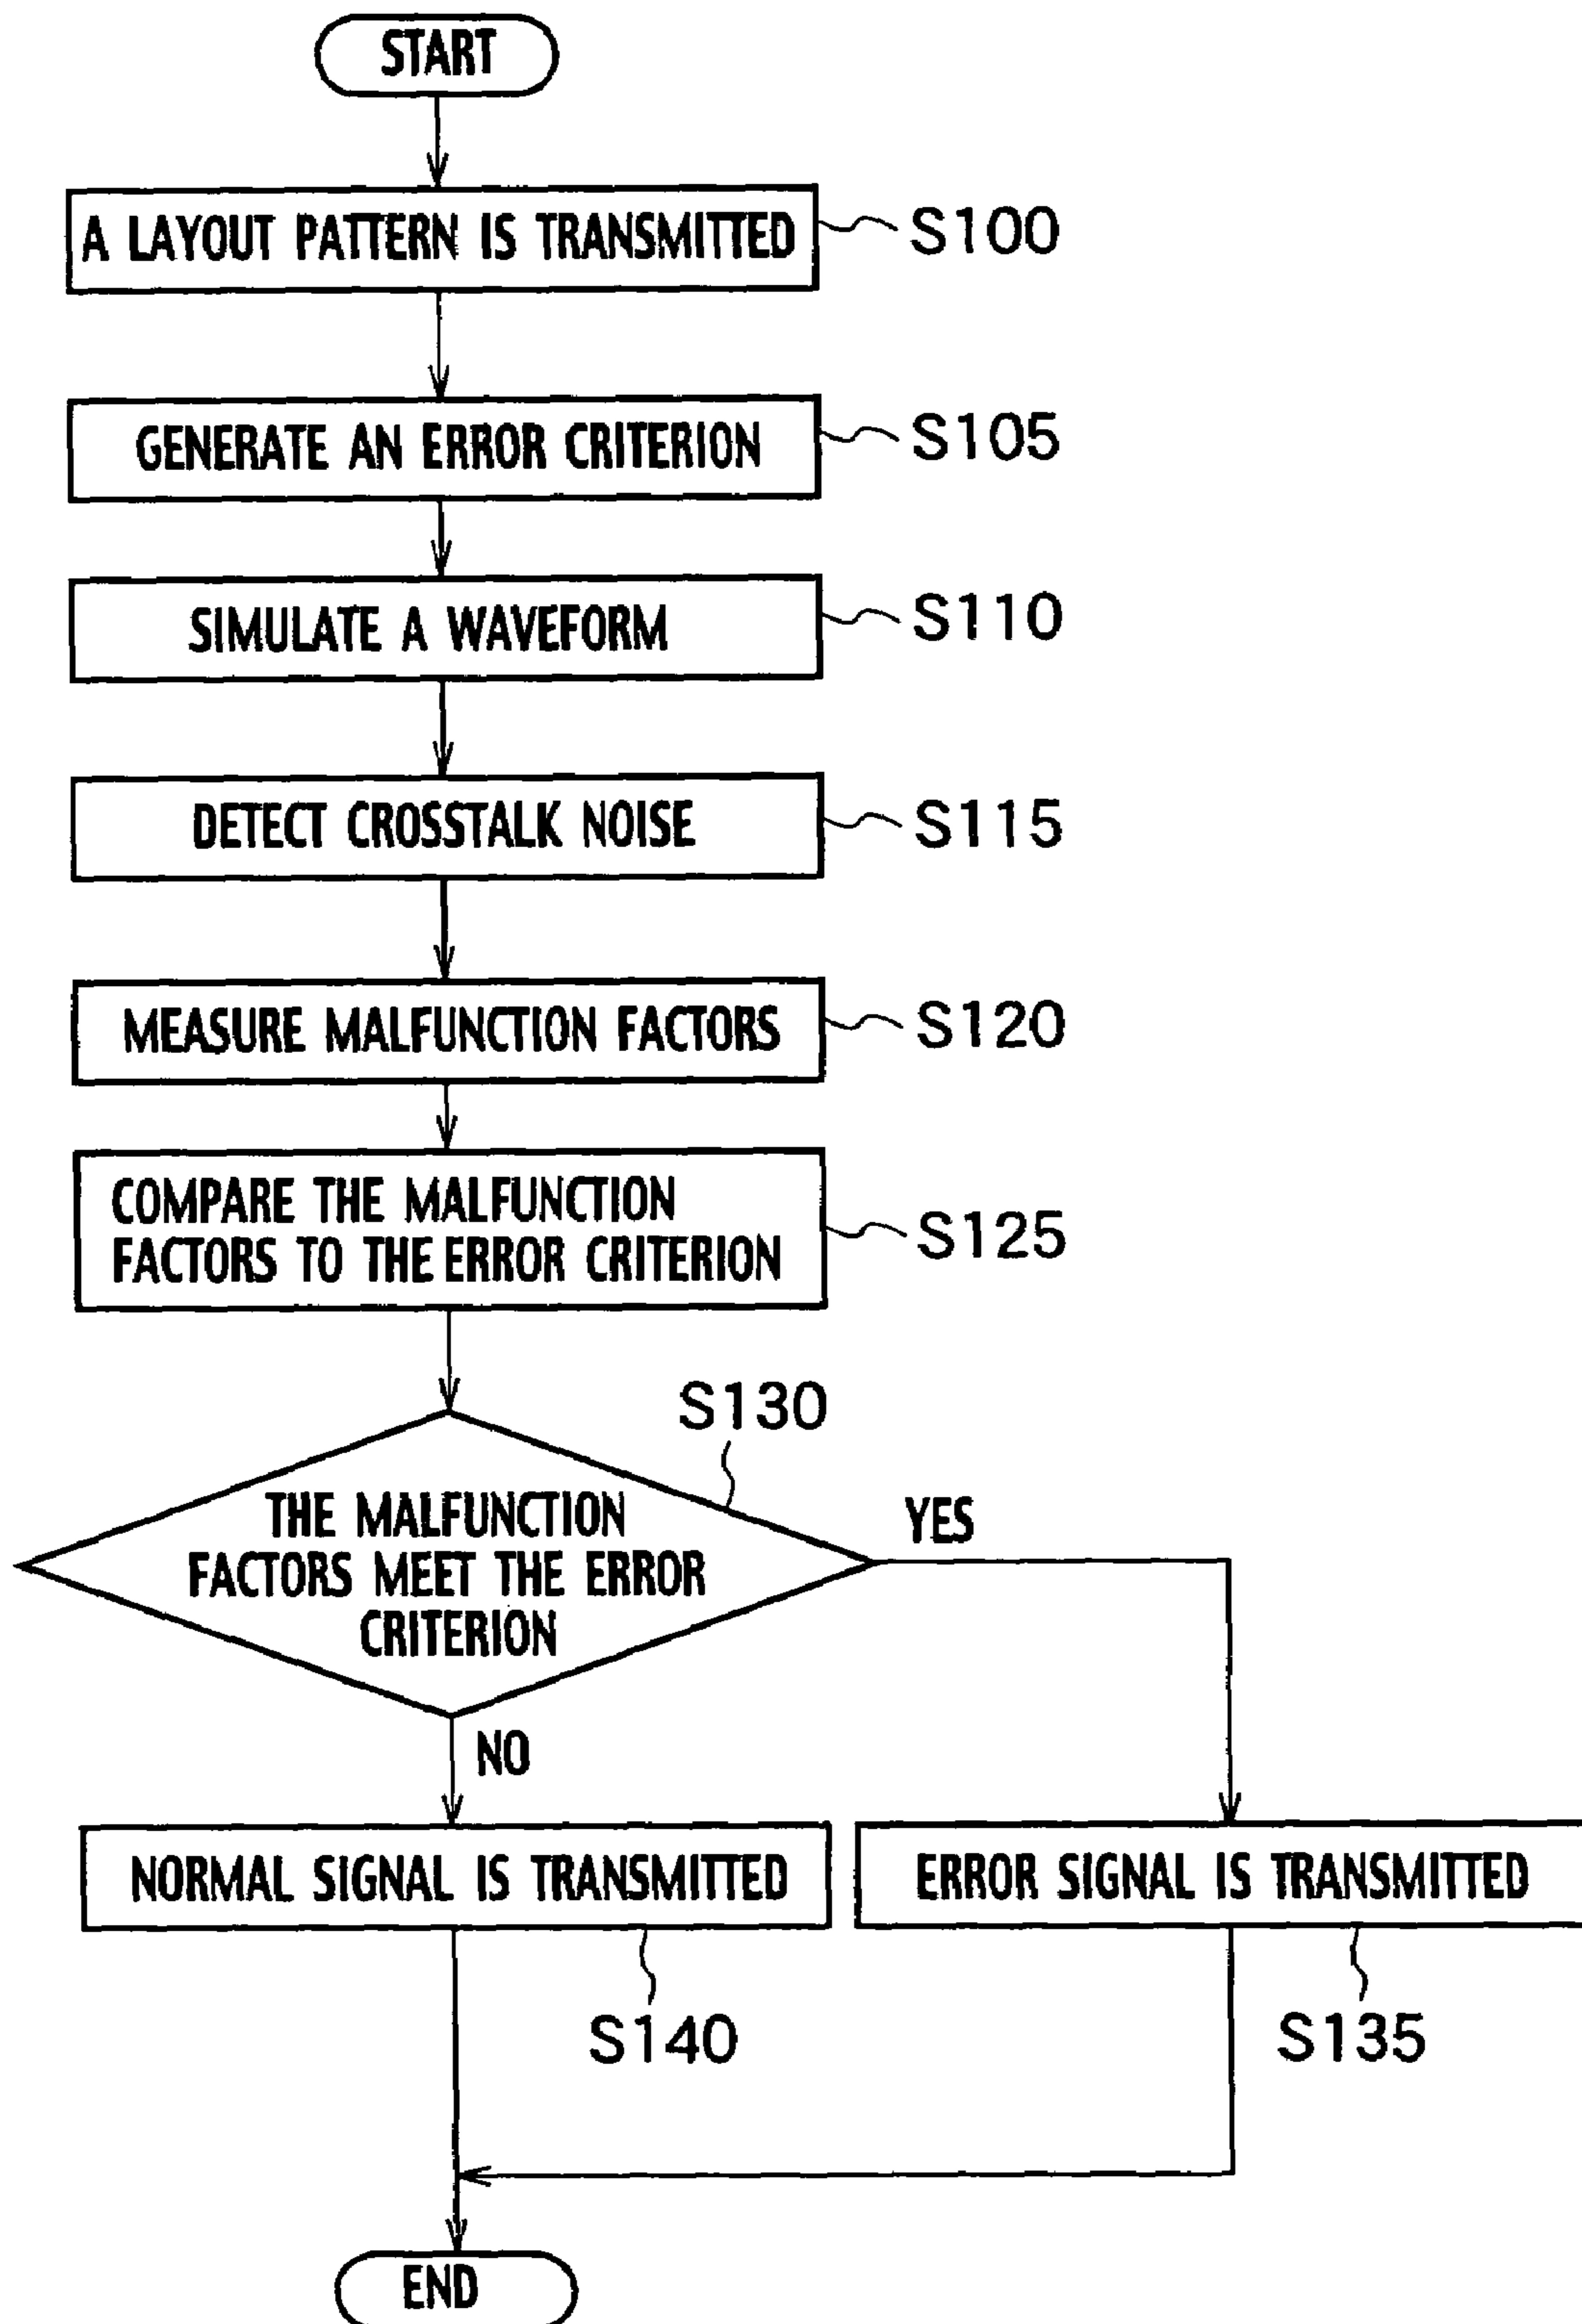 START
A LAYOUT PATTERN IS TRANSMITTED
S100
GENERATE AN ERROR CRITERION
S105
SIMULATE A WAVEFORM
S110
DETECT CROSSTALK NOISE
S115
MEASURE MALFUNCTION FACTORS
S120
COMPARE THE MALFUNCTION
FACTORS TO THE ERROR CRITERION
S125
S130
THE MALFUNCTION
FACTORS MEET THE ERROR
CRITERION
YES
NO
NORMAL SIGNAL IS TRANSMITTED
ERROR SIGNAL IS TRANSMITTED
S140
S135
END